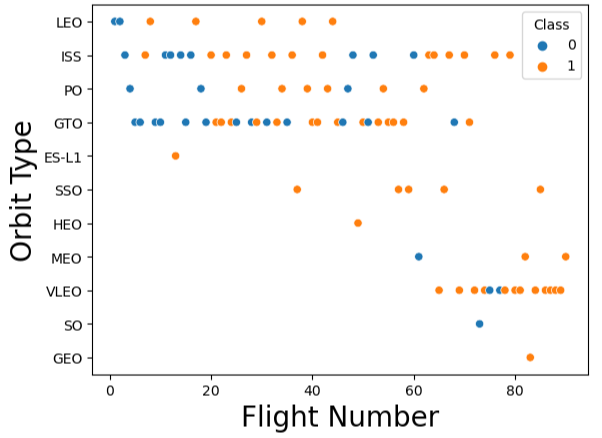 LEO
ISS
PO
GTO
ES-L1
SSO
HEO
MEO
VLEO
SO
GEO
Orbit Type
Class
0
1
0 20 40 60 80
Flight Number